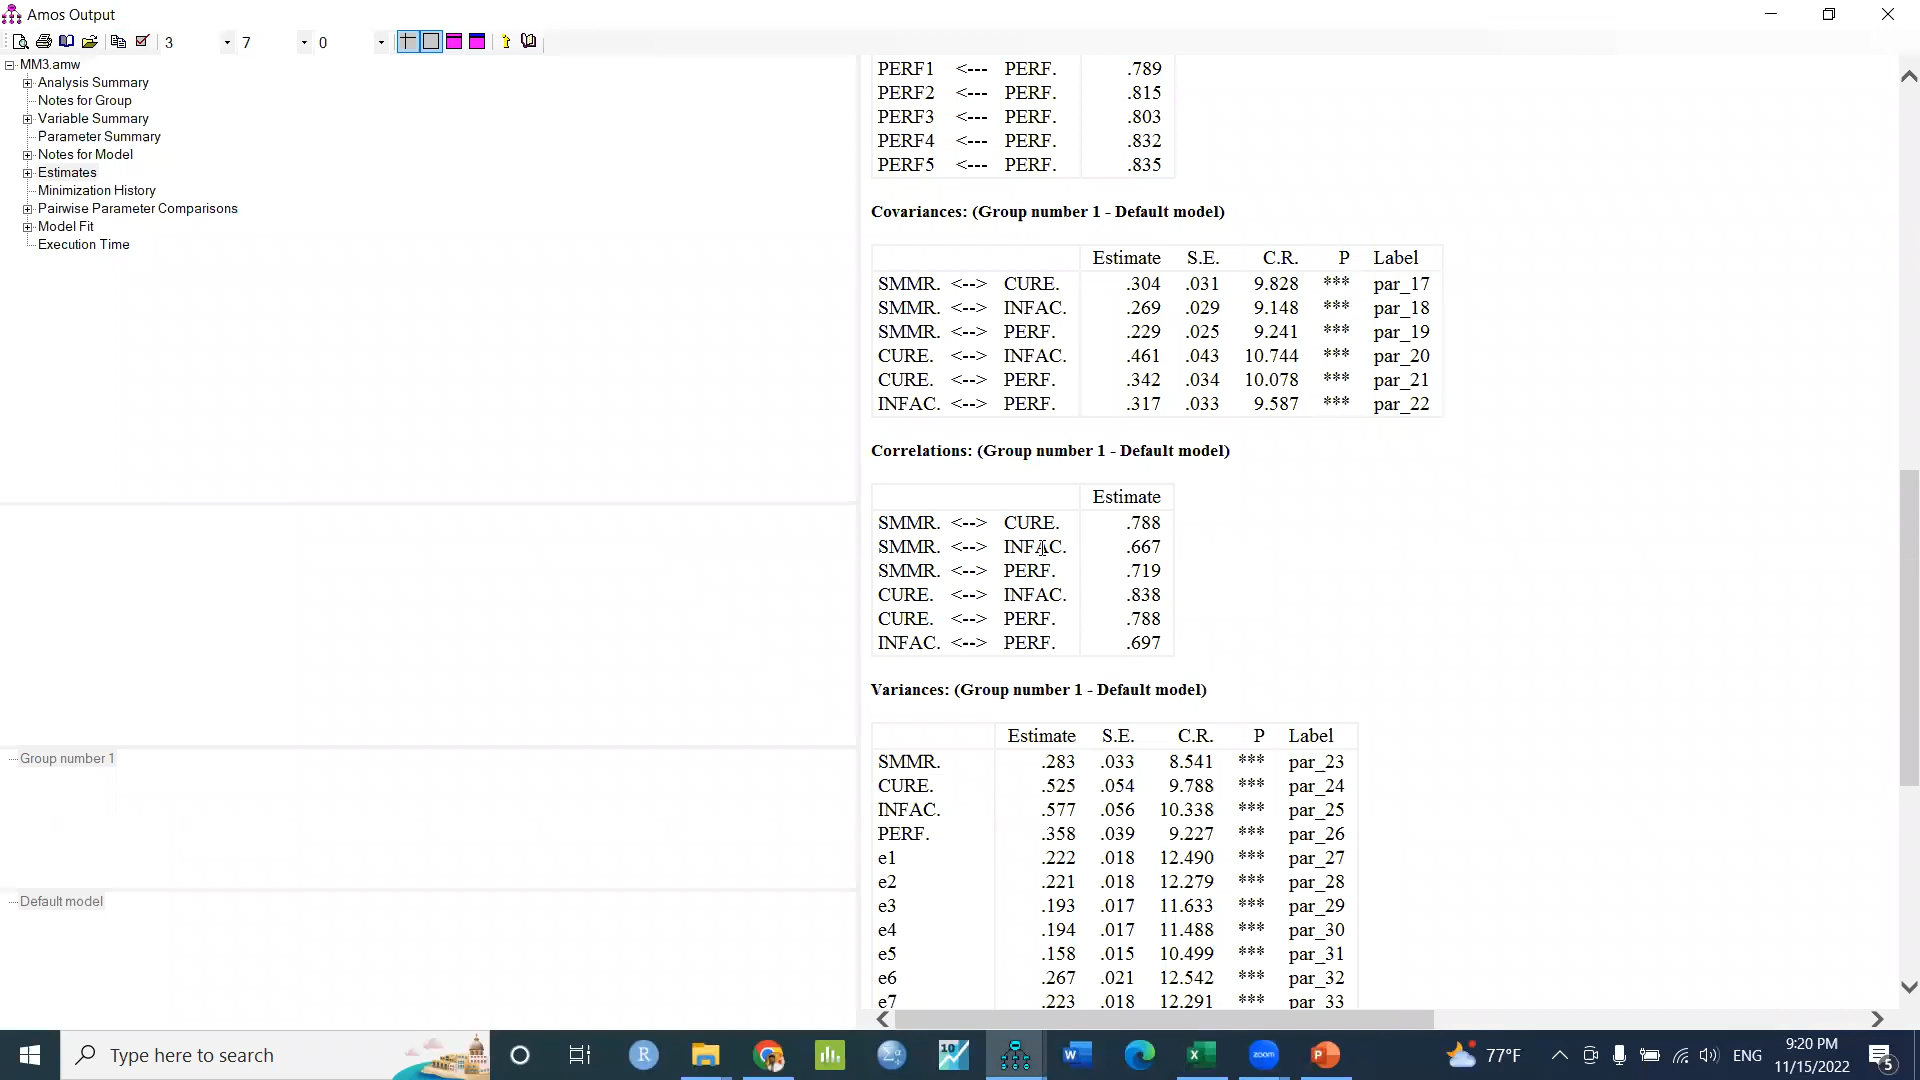 Amos Output
3 7 0
MM3.amw
Analysis Summary
Notes for Group
Variable Summary
Parameter Summary
Notes for Model
Estimates
Minimization History
Pairwise Parameter Comparisons
Model Fit
Execution Time
Group number 1
Default model
PERF1 <--- PERF. .789
PERF2 <--- PERF. .815
PERF3 <--- PERF. .803
PERF4 <--- PERF. .832
PERF5 <--- PERF. .835
Covariances: (Group number 1 - Default model)
Estimate S.E. C.R. P Label
SMMR. <--> CURE. .304 .031 9.828 *** par_17
SMMR. <--> INFAC. .269 .029 9.148 *** par_18
SMMR. <--> PERF. .229 .025 9.241 *** par_19
CURE. <--> INFAC. .461 .043 10.744 *** par_20
CURE. <--> PERF. .342 .034 10.078 *** par_21
INFAC. <--> PERF. .317 .033 9.587 *** par_22
Correlations: (Group number 1 - Default model)
Estimate
SMMR. <--> CURE. .788
SMMR. <--> INFAC. .667
SMMR. <--> PERF. .719
CURE. <--> INFAC. .838
CURE. <--> PERF. .788
INFAC. <--> PERF. .697
Variances: (Group number 1 - Default model)
Estimate S.E. C.R. P Label
SMMR. .283 .033 8.541 *** par_23
CURE. .525 .054 9.788 *** par_24
INFAC. .577 .056 10.338 *** par_25
PERF. .358 .039 9.227 *** par_26
e1 .222 .018 12.490 *** par_27
e2 .221 .018 12.279 *** par_28
e3 .193 .017 11.633 *** par_29
e4 .194 .017 11.488 *** par_30
e5 .158 .015 10.499 *** par_31
e6 .267 .021 12.542 *** par_32
e7 .223 .018 12.291 *** par_33
Type here to search
R
10
W
X
zoom
P
77°F
ENG
9:20 PM
11/15/2022
5